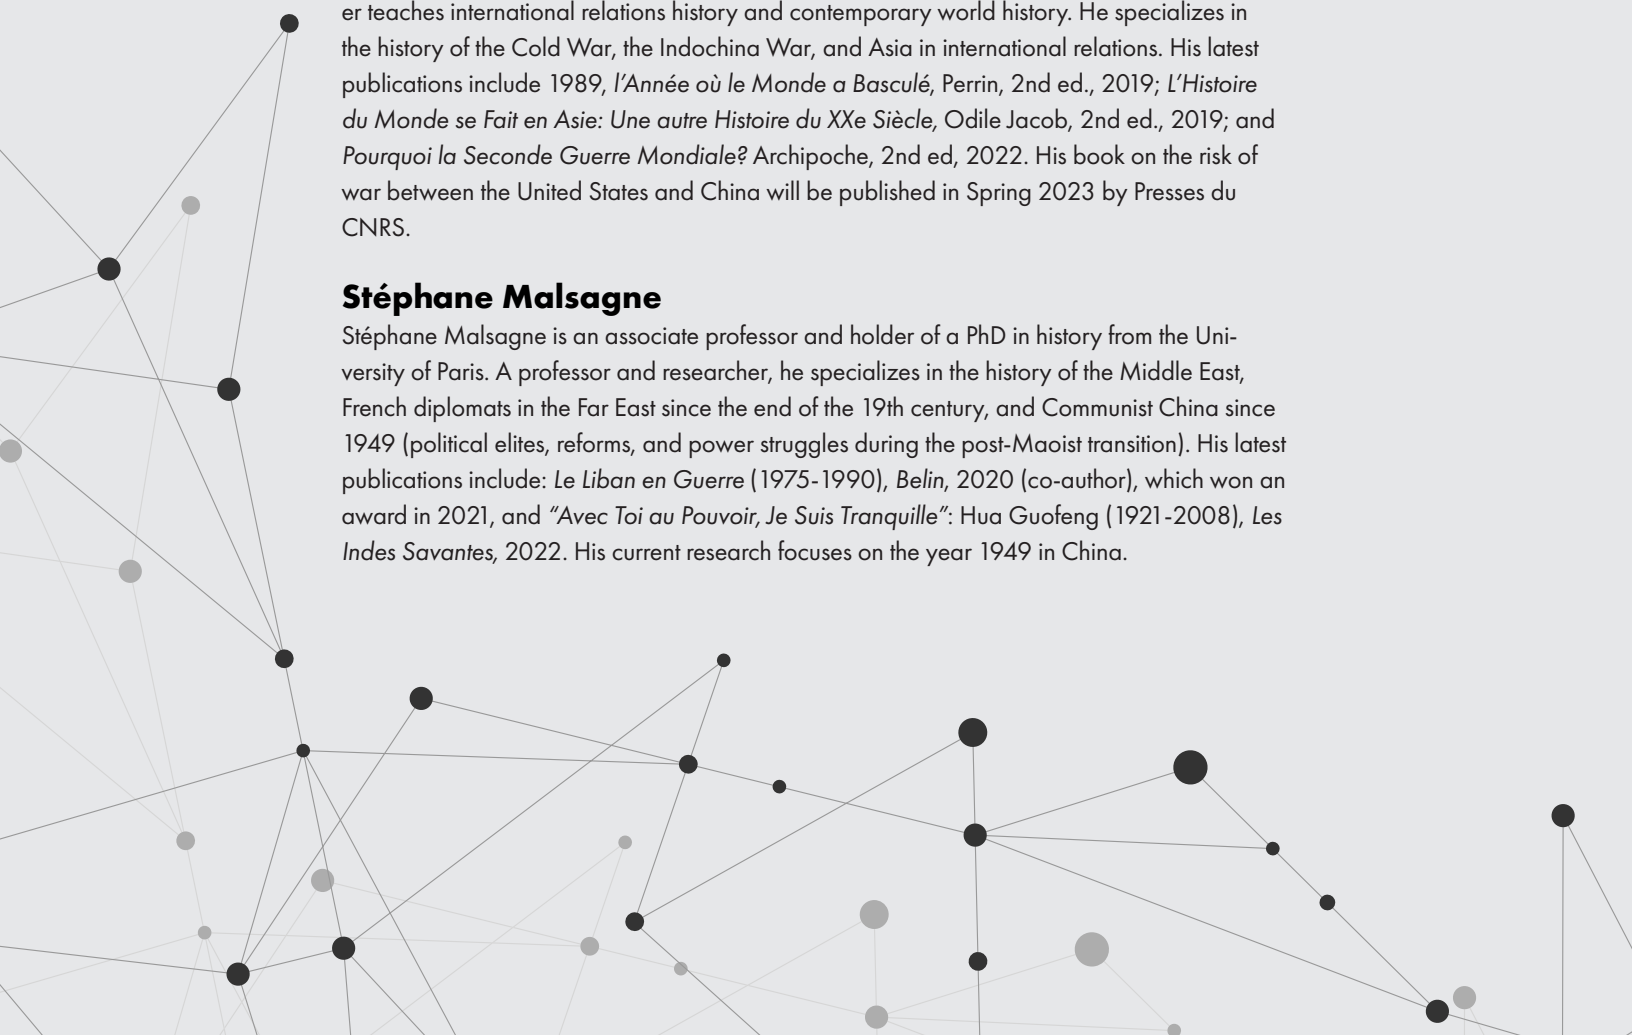 er teaches international relations history and contemporary world history. He specializes in
the history of the Cold War, the Indochina War, and Asia in international relations. His latest
publications include 1989, l’Année où le Monde a Basculé, Perrin, 2nd ed., 2019; L’Histoire
du Monde se Fait en Asie: Une autre Histoire du XXe Siècle, Odile Jacob, 2nd ed., 2019; and
Pourquoi la Seconde Guerre Mondiale? Archipoche, 2nd ed, 2022. His book on the risk of
war between the United States and China will be published in Spring 2023 by Presses du
CNRS.
Stéphane Malsagne
Stéphane Malsagne is an associate professor and holder of a PhD in history from the Uni-
versity of Paris. A professor and researcher, he specializes in the history of the Middle East,
French diplomats in the Far East since the end of the 19th century, and Communist China since
1949 (political elites, reforms, and power struggles during the post-Maoist transition). His latest
publications include: Le Liban en Guerre (1975-1990), Belin, 2020 (co-author), which won an
award in 2021, and “Avec Toi au Pouvoir, Je Suis Tranquille”: Hua Guofeng (1921-2008), Les
Indes Savantes, 2022. His current research focuses on the year 1949 in China.